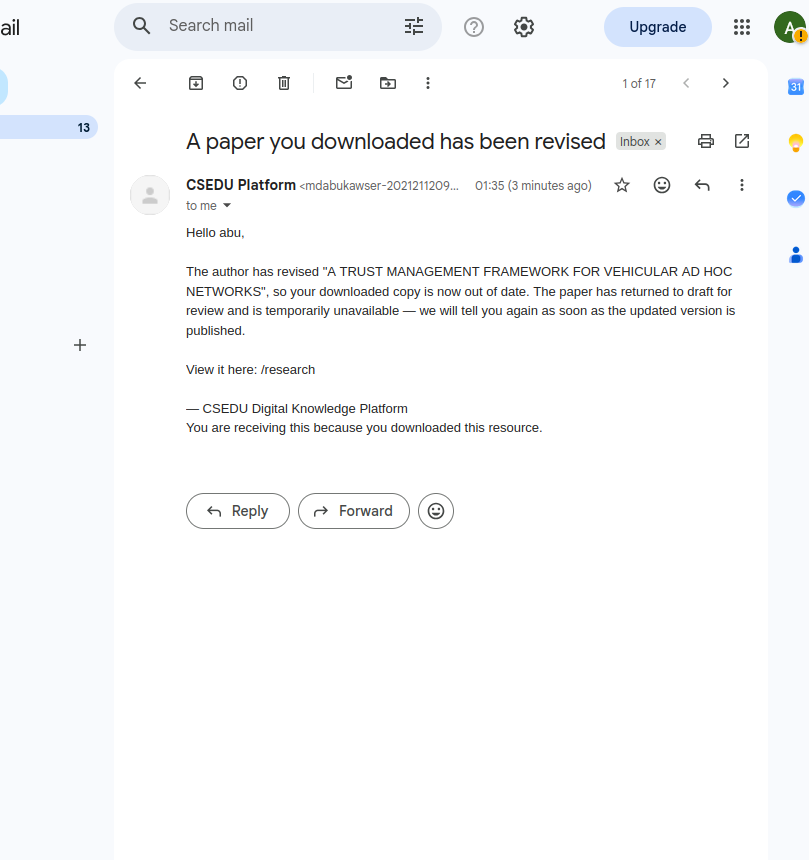 ail
Search mail
Upgrade
A
13
1 of 17
31
A paper you downloaded has been revised
Inbox ×
CSEDU Platform <mdabukawser-2021211209... 01:35 (3 minutes ago)
to me
Hello abu,
The author has revised "A TRUST MANAGEMENT FRAMEWORK FOR VEHICULAR AD HOC
NETWORKS", so your downloaded copy is now out of date. The paper has returned to draft for
review and is temporarily unavailable — we will tell you again as soon as the updated version is
published.
View it here: /research
— CSEDU Digital Knowledge Platform
You are receiving this because you downloaded this resource.
Reply
Forward